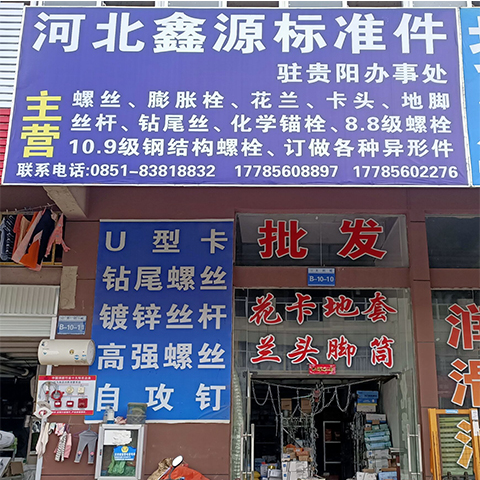 河北鑫源标准件
驻贵阳办事处
主营
螺丝、膨胀栓、花兰、卡头、地脚
丝杆、钻尾丝、化学锚栓、8.8级螺栓
10.9级钢结构螺栓、订做各种异形件
联系电话:0851-83818832 17785608897 17785602276
U型卡
钻尾螺丝
镀锌丝杆
高强螺丝
自攻钉
批发
B-10-10
花卡地套
兰头脚筒
润滑